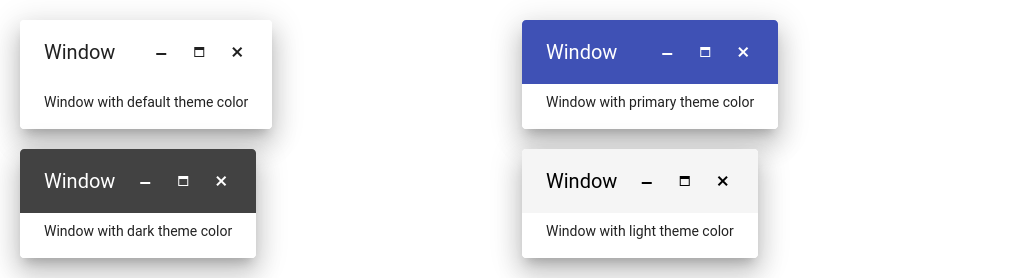 Window
Window with default theme color
Window
Window with primary theme color
Window
Window with dark theme color
Window
Window with light theme color